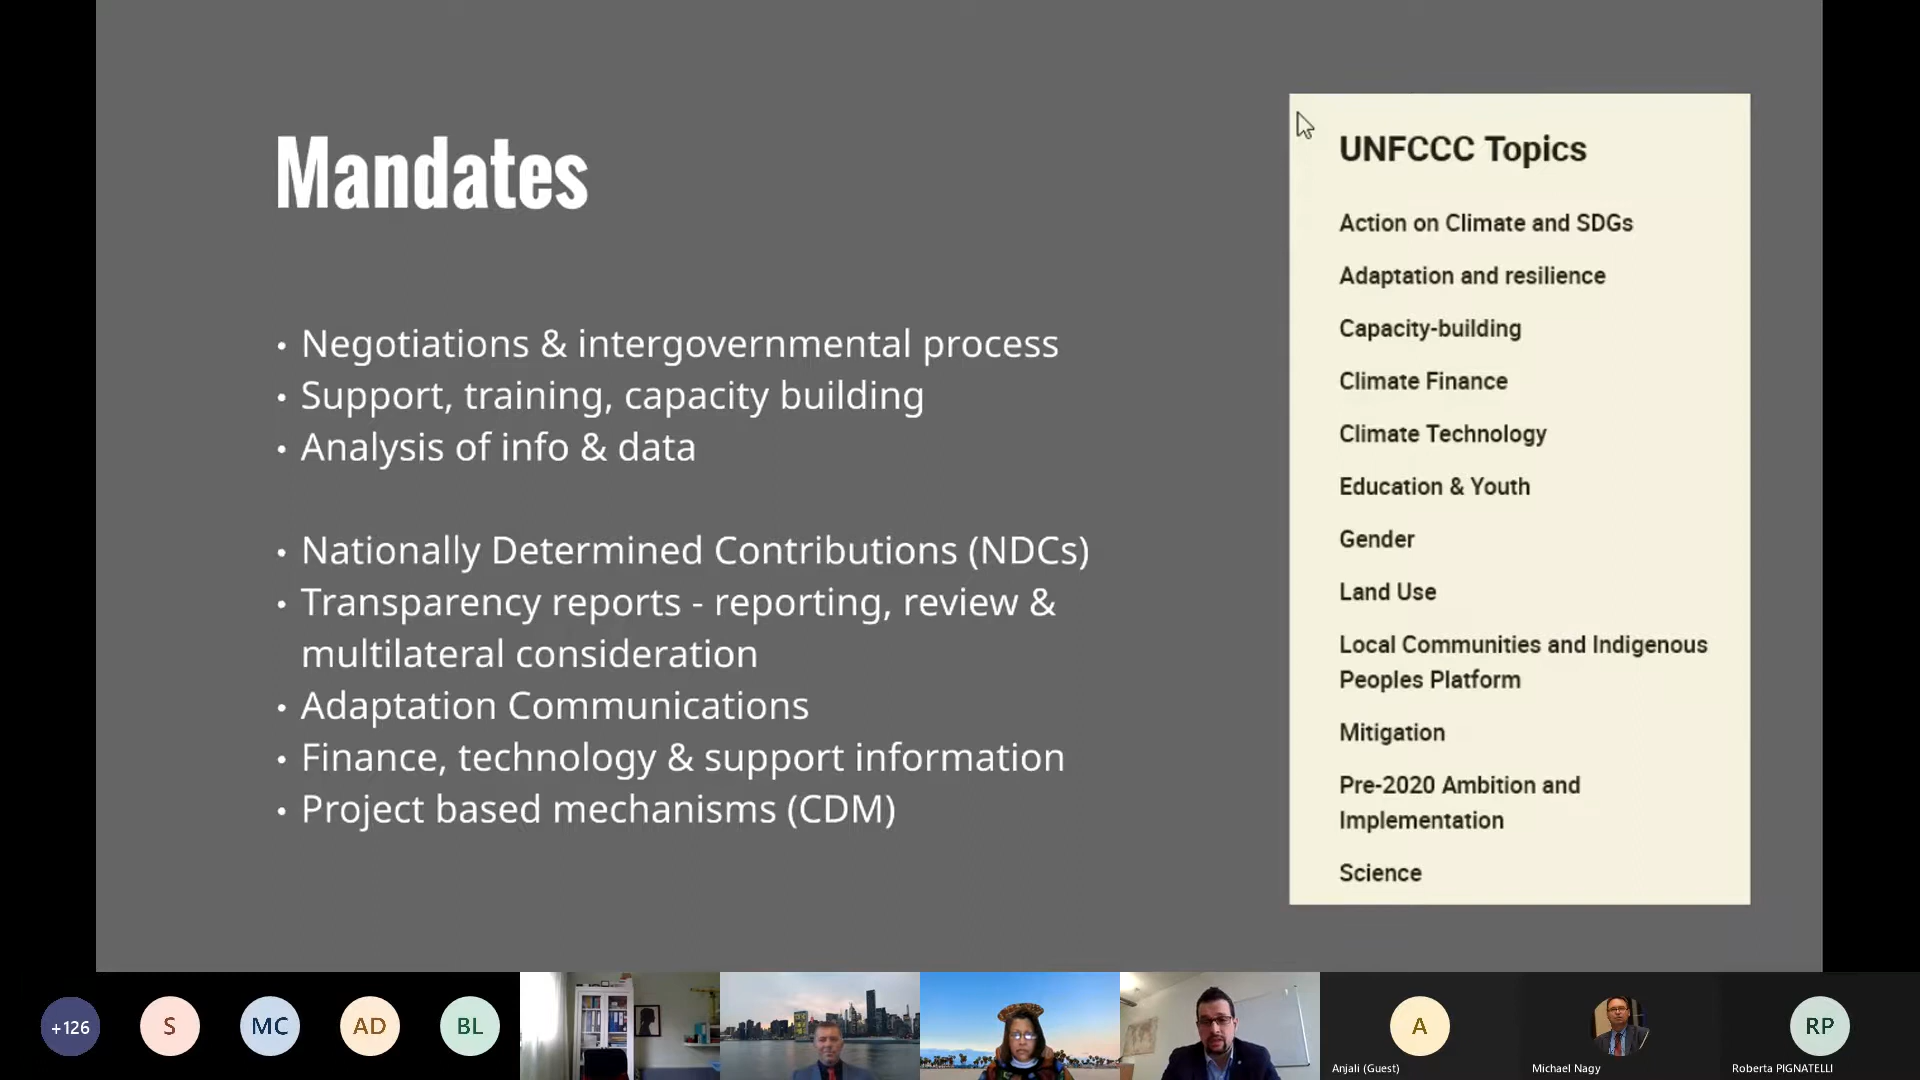 Mandates
• Negotiations & intergovernmental process
• Support, training, capacity building
• Analysis of info & data
• Nationally Determined Contributions (NDCs)
• Transparency reports - reporting, review &
multilateral consideration
• Adaptation Communications
• Finance, technology & support information
• Project based mechanisms (CDM)
UNFCCC Topics
Action on Climate and SDGs
Adaptation and resilience
Capacity-building
Climate Finance
Climate Technology
Education & Youth
Gender
Land Use
Local Communities and Indigenous
Peoples Platform
Mitigation
Pre-2020 Ambition and
Implementation
Science
+126
S
MC
AD
BL
A
RP
Anjali (Guest)
Michael Nagy
Roberta PIGNATELLI